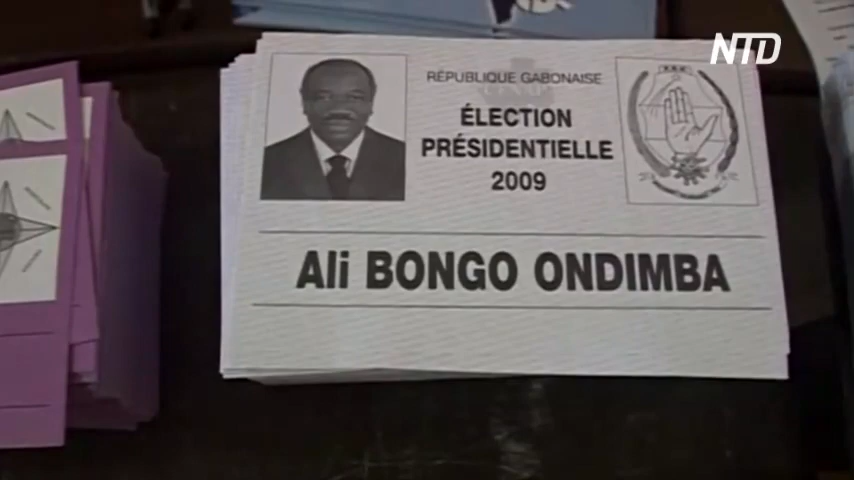 NTD
RÉPUBLIQUE GABONAISE
ÉLECTION
PRÉSIDENTIELLE
2009
Ali BONGO ONDIMBA